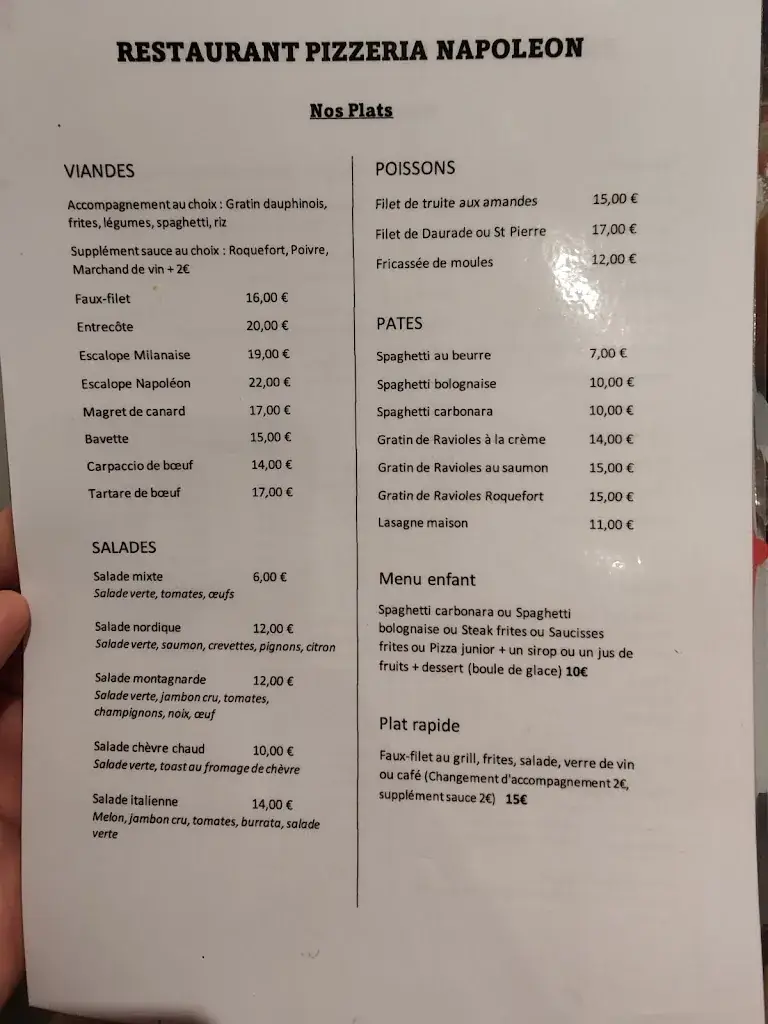 RESTAURANT PIZZERIA NAPOLEON
Nos Plats
VIANDES
Accompagnement au choix : Gratin dauphinois,
frites, légumes, spaghetti, riz
Supplément sauce au choix : Roquefort, Poivre,
Marchand de vin + 2€
Faux-filet 16,00 €
Entrecôte 20,00 €
Escalope Milanaise 19,00 €
Escalope Napoléon 22,00 €
Magret de canard 17,00 €
Bavette 15,00 €
Carpaccio de bœuf 14,00 €
Tartare de bœuf 17,00 €
SALADES
Salade mixte 6,00 €
Salade verte, tomates, œufs
Salade nordique 12,00 €
Salade verte, saumon, crevettes, pignons, citron
Salade montagnarde 12,00 €
Salade verte, jambon cru, tomates,
champignons, noix, œuf
Salade chèvre chaud 10,00 €
Salade verte, toast au fromage de chèvre
Salade italienne 14,00 €
Melon, jambon cru, tomates, burrata, salade
verte
POISSONS
Filet de truite aux amandes 15,00 €
Filet de Daurade ou St Pierre 17,00 €
Fricassée de moules 12,00 €
PATES
Spaghetti au beurre 7,00 €
Spaghetti bolognaise 10,00 €
Spaghetti carbonara 10,00 €
Gratin de Ravioles à la crème 14,00 €
Gratin de Ravioles au saumon 15,00 €
Gratin de Ravioles Roquefort 15,00 €
Lasagne maison 11,00 €
Menu enfant
Spaghetti carbonara ou Spaghetti
bolognaise ou Steak frites ou Saucisses
frites ou Pizza junior + un sirop ou un jus de
fruits + dessert (boule de glace) 10€
Plat rapide
Faux-filet au grill, frites, salade, verre de vin
ou café (Changement d'accompagnement 2€,
supplément sauce 2€) 15€